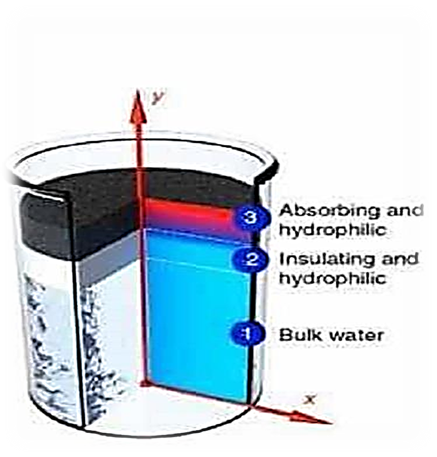 y
3
Absorbing and
hydrophilic
2
Insulating and
hydrophilic
1
Bulk water
x